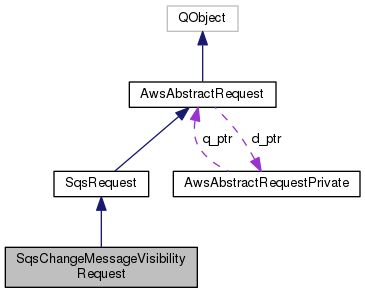 QObject
AwsAbstractRequest
q_ptr
d_ptr
SqsRequest
AwsAbstractRequestPrivate
SqsChangeMessageVisibility
Request